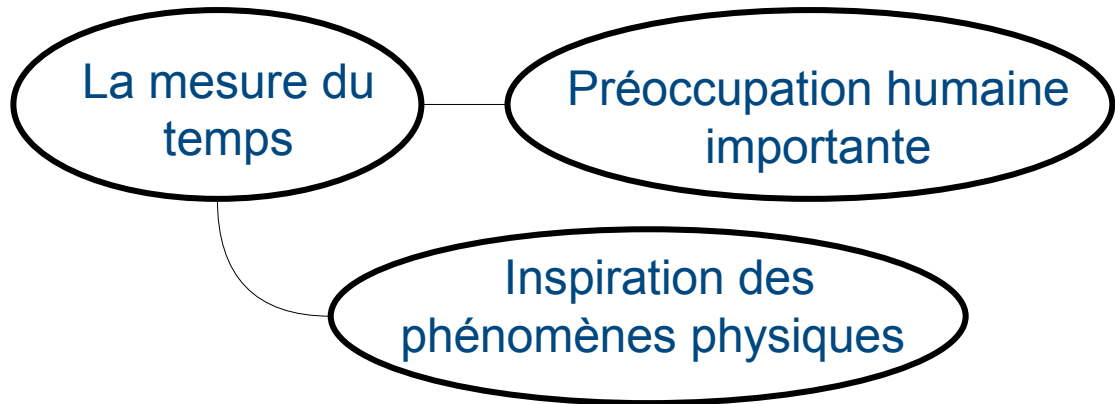 La mesure du
temps
Préoccupation humaine
importante
Inspiration des
phénomènes physiques